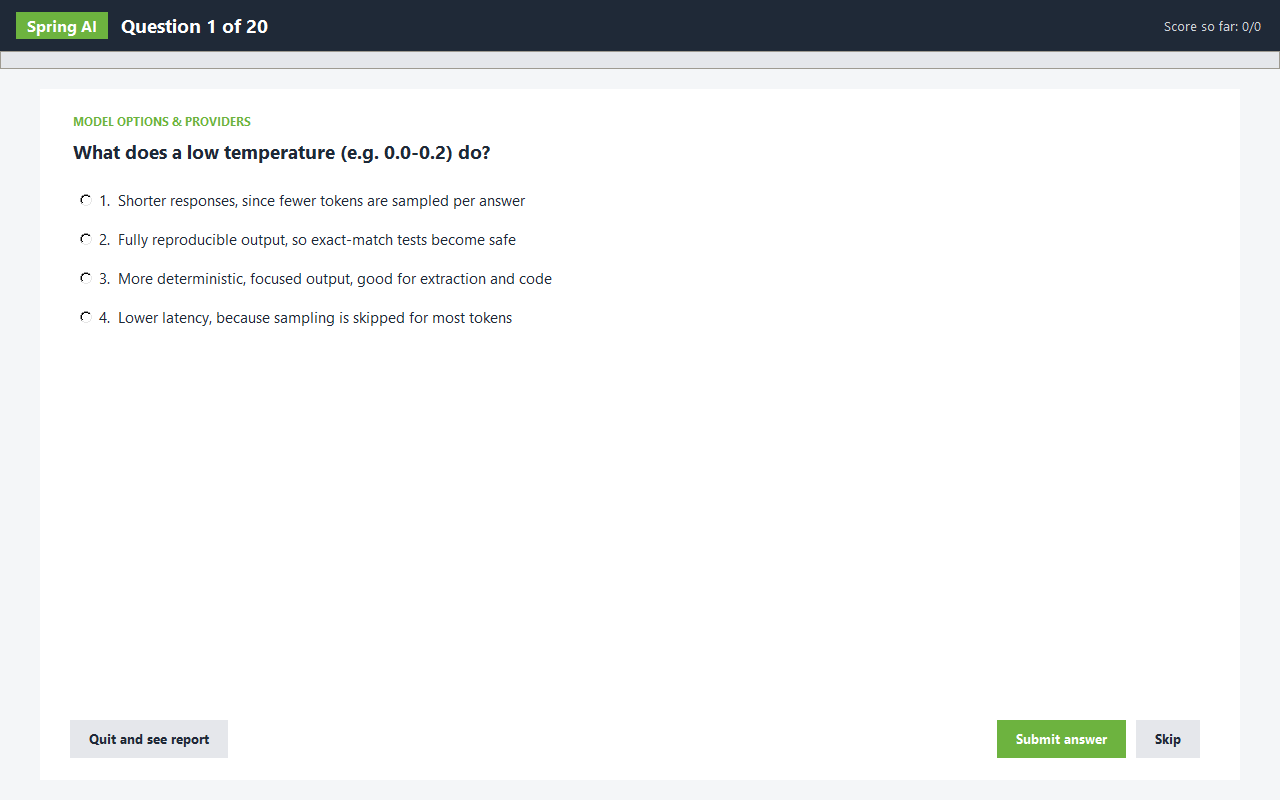 Spring AI Question 1 of 20 Score so far: 0/0
MODEL OPTIONS & PROVIDERS
What does a low temperature (e.g. 0.0-0.2) do?
1. Shorter responses, since fewer tokens are sampled per answer
2. Fully reproducible output, so exact-match tests become safe
3. More deterministic, focused output, good for extraction and code
4. Lower latency, because sampling is skipped for most tokens
Quit and see report Submit answer Skip